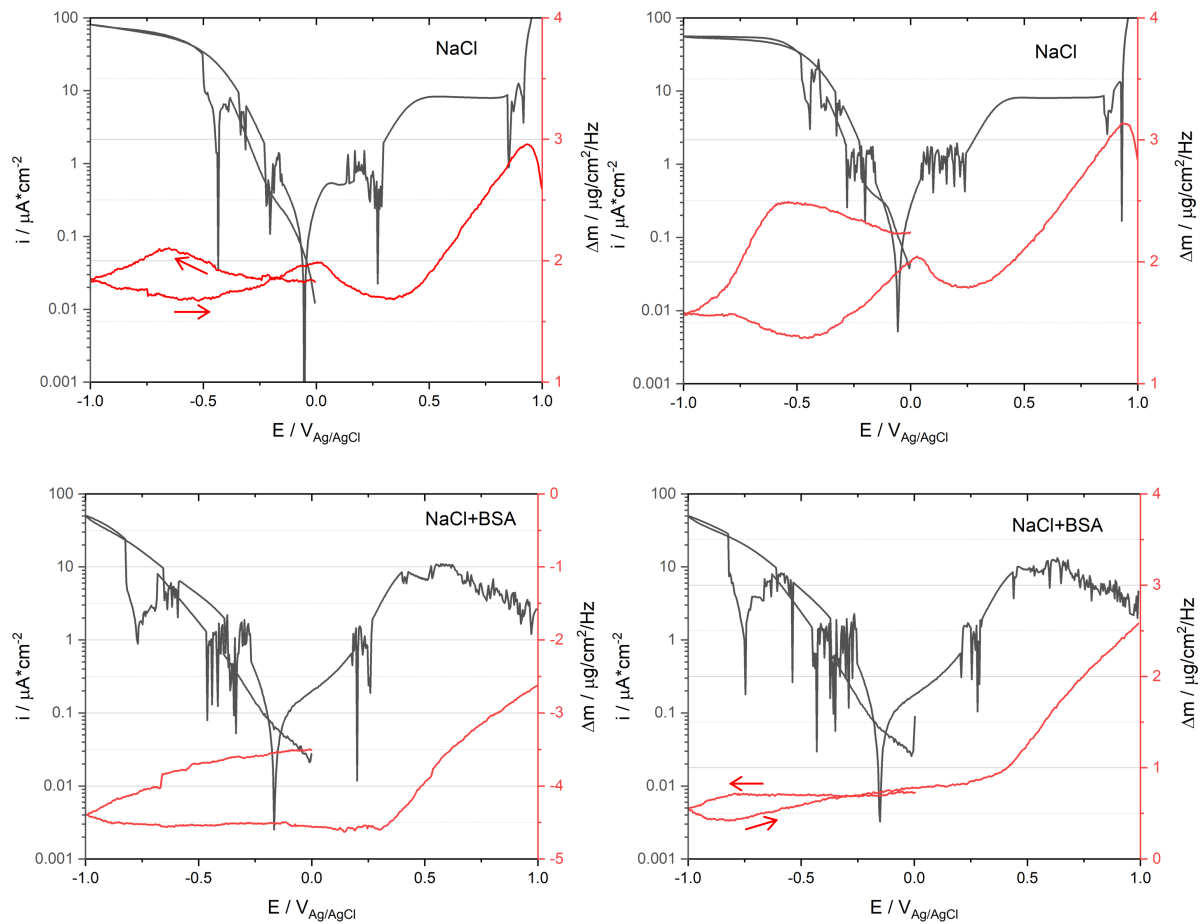 100
10
1
0.1
0.01
0.001
i / μA*cm⁻²
NaCl
4
3
2
1
Δm / μg/cm²/Hz
-1.0 -0.5 0.0 0.5 1.0
E / V_Ag/AgCl
100
10
1
0.1
0.01
0.001
i / μA*cm⁻²
NaCl
4
3
2
1
Δm / μg/cm²/Hz
-1.0 -0.5 0.0 0.5 1.0
E / V_Ag/AgCl
100
10
1
0.1
0.01
0.001
i / μA*cm⁻²
NaCl+BSA
0
-1
-1
-2
-2
-3
-3
-4
-4
-5
-5
Δm / μg/cm²/Hz
-1.0 -0.5 0.0 0.5 1.0
E / V_Ag/AgCl
100
10
1
0.1
0.01
0.001
i / μA*cm⁻²
NaCl+BSA
4
3
2
1
0
Δm / μg/cm²/Hz
-1.0 -0.5 0.0 0.5 1.0
E / V_Ag/AgCl